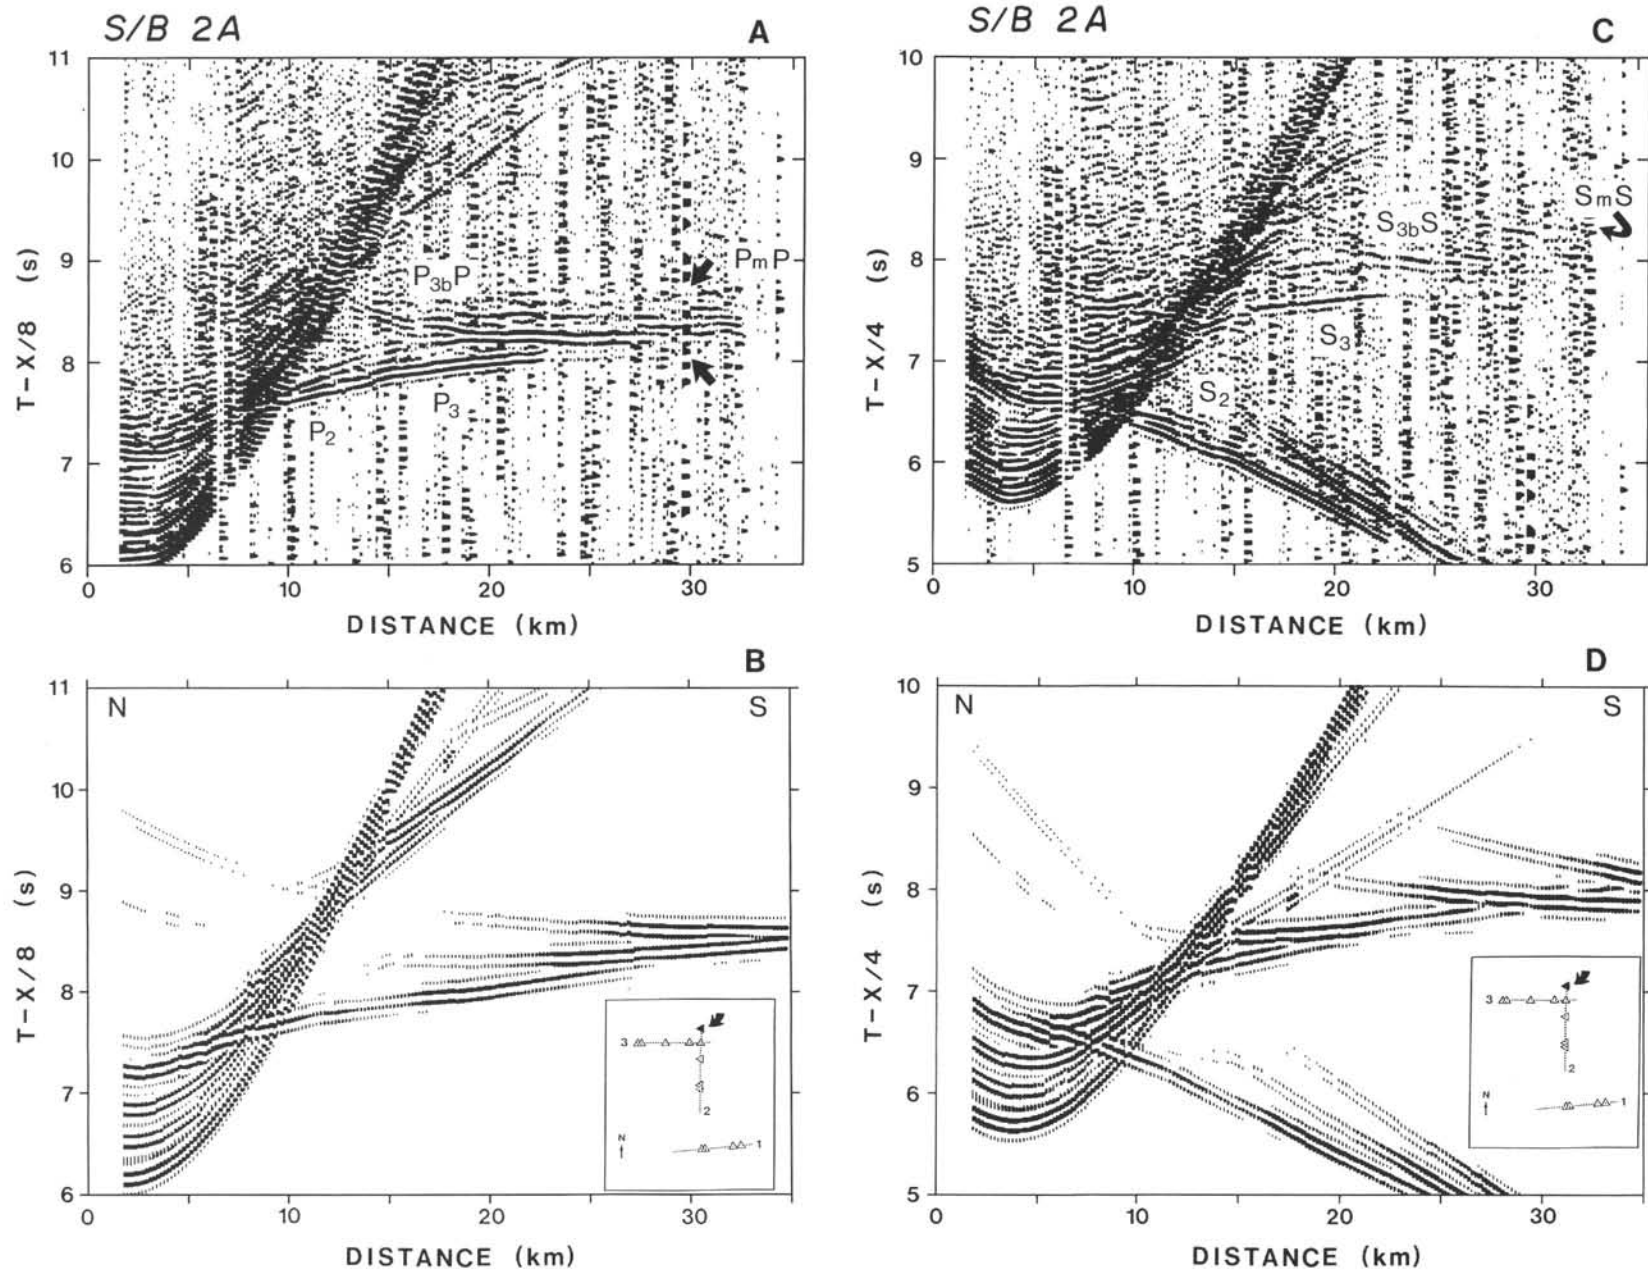 S/B 2A
A
T-X/8 (s)
11
10
9
8
7
6
P3bP
PmP
P3
P2
0 10 20 30
DISTANCE (km)
S/B 2A
C
T-X/4 (s)
10
9
8
7
6
5
SmS
S3bS
S3
S2
0 10 20 30
DISTANCE (km)
B
N S
T-X/8 (s)
11
10
9
8
7
6
3
2
N
1
0 10 20 30
DISTANCE (km)
D
N S
T-X/4 (s)
10
9
8
7
6
5
3
2
N
1
0 10 20 30
DISTANCE (km)